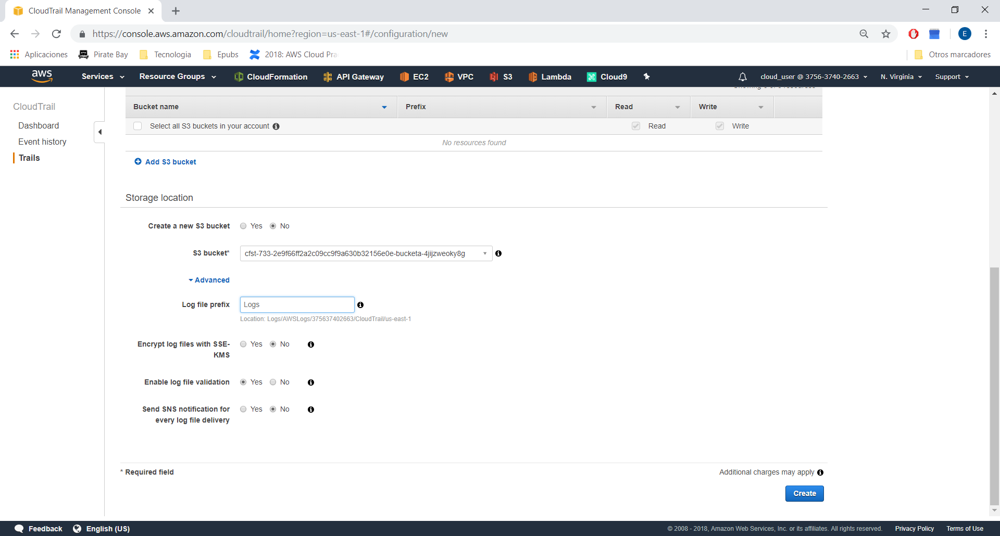 CloudTrail Management Console
https://console.aws.amazon.com/cloudtrail/home?region=us-east-1#/configuration/new
E
Aplicaciones Pirate Bay Tecnologia Epubs 2018: AWS Cloud Pra Otros marcadores
aws Services Resource Groups CloudFormation API Gateway EC2 VPC S3 Lambda Cloud9 cloud_user @ 3756-3740-2663 N. Virginia Support
CloudTrail
Dashboard
Event history
Trails
Bucket name Prefix Read Write
Select all S3 buckets in your account Read Write
No resources found
Add S3 bucket
Storage location
Create a new S3 bucket Yes No
S3 bucket* cfst-733-2e9f66ff2a2c09cc9f9a630b32156e0e-bucketa-4jijzweoky8g
Advanced
Log file prefix Logs
Location: Logs/AWSLogs/375637402663/CloudTrail/us-east-1
Encrypt log files with SSE- Yes No
KMS
Enable log file validation Yes No
Send SNS notification for Yes No
every log file delivery
* Required field Additional charges may apply
Create
Feedback English (US) © 2008 - 2018, Amazon Web Services, Inc. or its affiliates. All rights reserved. Privacy Policy Terms of Use